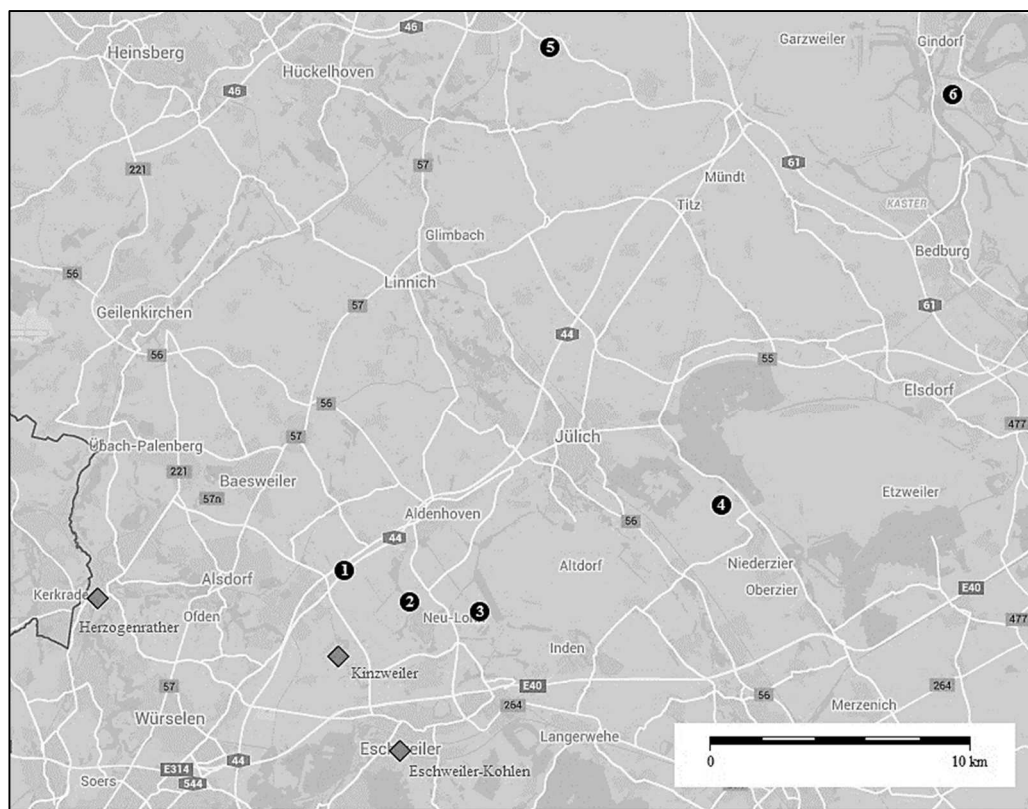 46
5
Garzweiler
Gindorf
Heinsberg
Hückelhoven
46
6
57
61
221
Mündt
KASTER
Titz
Glimbach
Bedburg
56
Linnich
57
61
Geilenkirchen
44
56
55
Elsdorf
56
477
57
Jülich
Übach-Palenberg
221
Baesweiler
57n
Etzweiler
4
Aldenhoven
56
44
1
Altdorf
Niederzier
Alsdorf
Oberzier
E40
Kerkrade
2
3
Herzogenrather
Ofden
477
Inden
Kinzweiler
57
E40
264
56
264
Merzenich
Würselen
Langerwehe
44
E314
Eschweiler-Kohlen
Soers
544
0
10 km